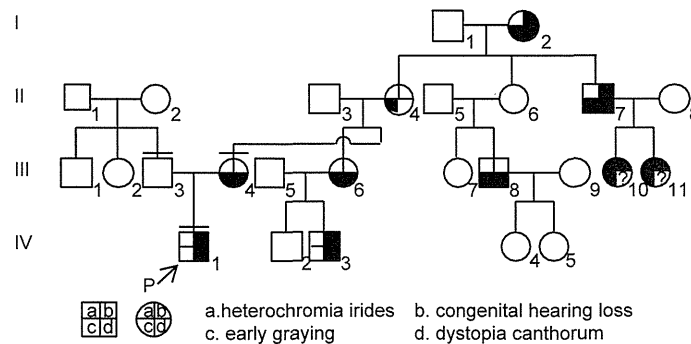 I
1 2
II
1 2 3 4 5 6 7 8
III
1 2 3 4 5 6 7 8 9 ? 10 ? 11
IV
P 1 2 3 4 5
a b a b a.heterochromia irides b. congenital hearing loss
c d c d c. early graying d. dystopia canthorum